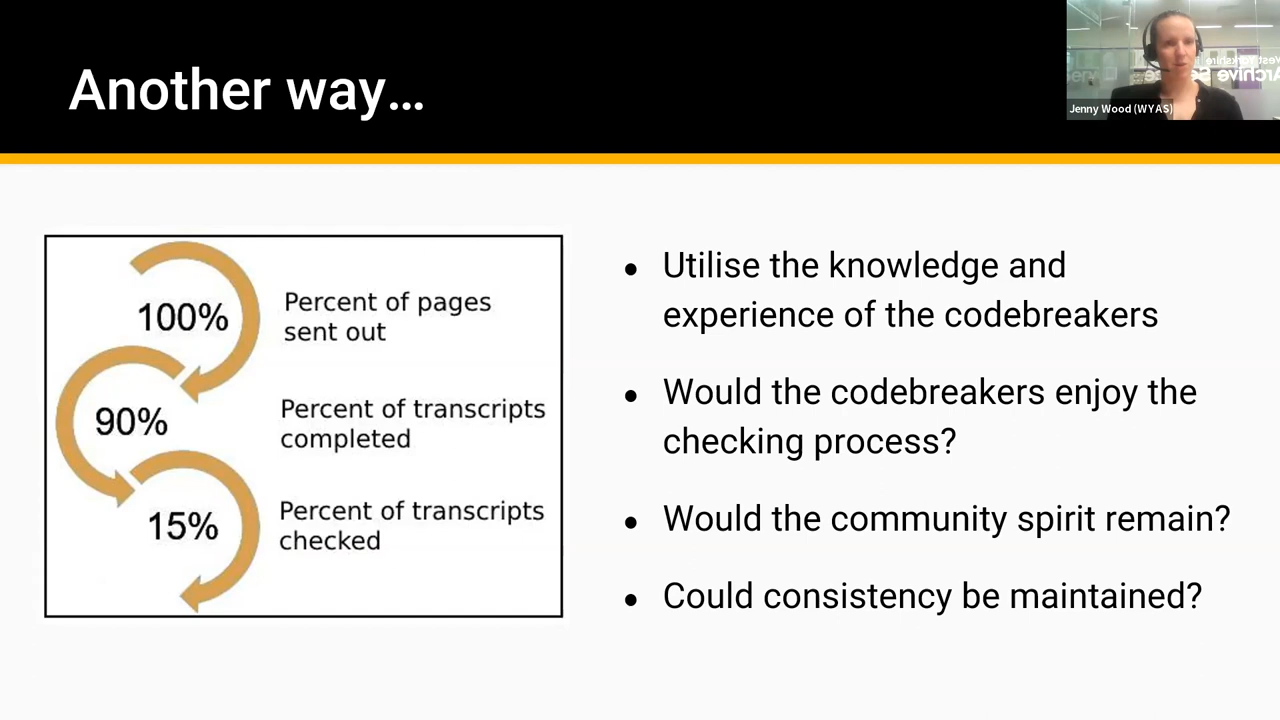 Another way…
Jenny Wood (WYAS)
100%
Percent of pages
sent out
90%
Percent of transcripts
completed
15%
Percent of transcripts
checked
● Utilise the knowledge and
experience of the codebreakers
● Would the codebreakers enjoy the
checking process?
● Would the community spirit remain?
● Could consistency be maintained?